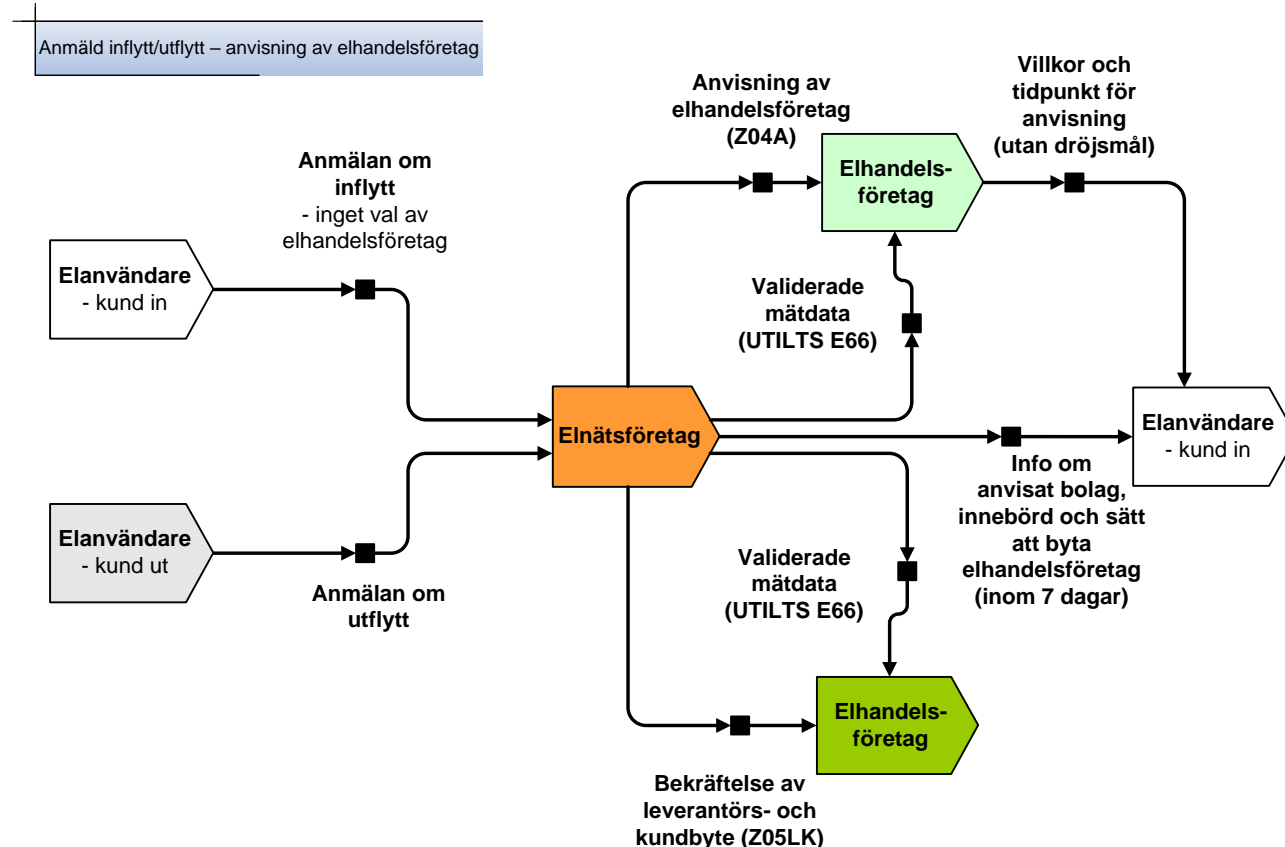 Anmäld inflytt/utflytt – anvisning av elhandelsföretag
Anmälan om
inflytt
- inget val av
elhandelsföretag
Elanvändare
- kund in
Elanvändare
- kund ut
Anmälan om
utflytt
Elnätsföretag
Anvisning av
elhandelsföretag
(Z04A)
Elhandels-
företag
Villkor och
tidpunkt för
anvisning
(utan dröjsmål)
Validerade
mätdata
(UTILTS E66)
Elanvändare
- kund in
Info om
anvisat bolag,
innebörd och sätt
att byta
elhandelsföretag
(inom 7 dagar)
Validerade
mätdata
(UTILTS E66)
Elhandels-
företag
Bekräftelse av
leverantörs- och
kundbyte (Z05LK)